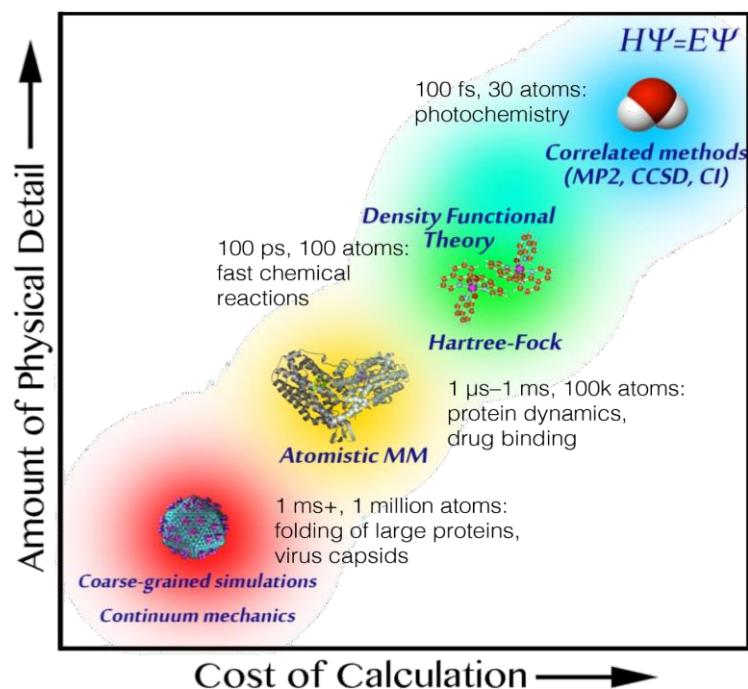 HΨ=EΨ
100 fs, 30 atoms:
photochemistry
Correlated methods
(MP2, CCSD, CI)
Density Functional
Theory
100 ps, 100 atoms:
fast chemical
reactions
Hartree-Fock
1 µs–1 ms, 100k atoms:
protein dynamics,
drug binding
Atomistic MM
1 ms+, 1 million atoms:
folding of large proteins,
virus capsids
Coarse-grained simulations
Continuum mechanics
Amount of Physical Detail
Cost of Calculation